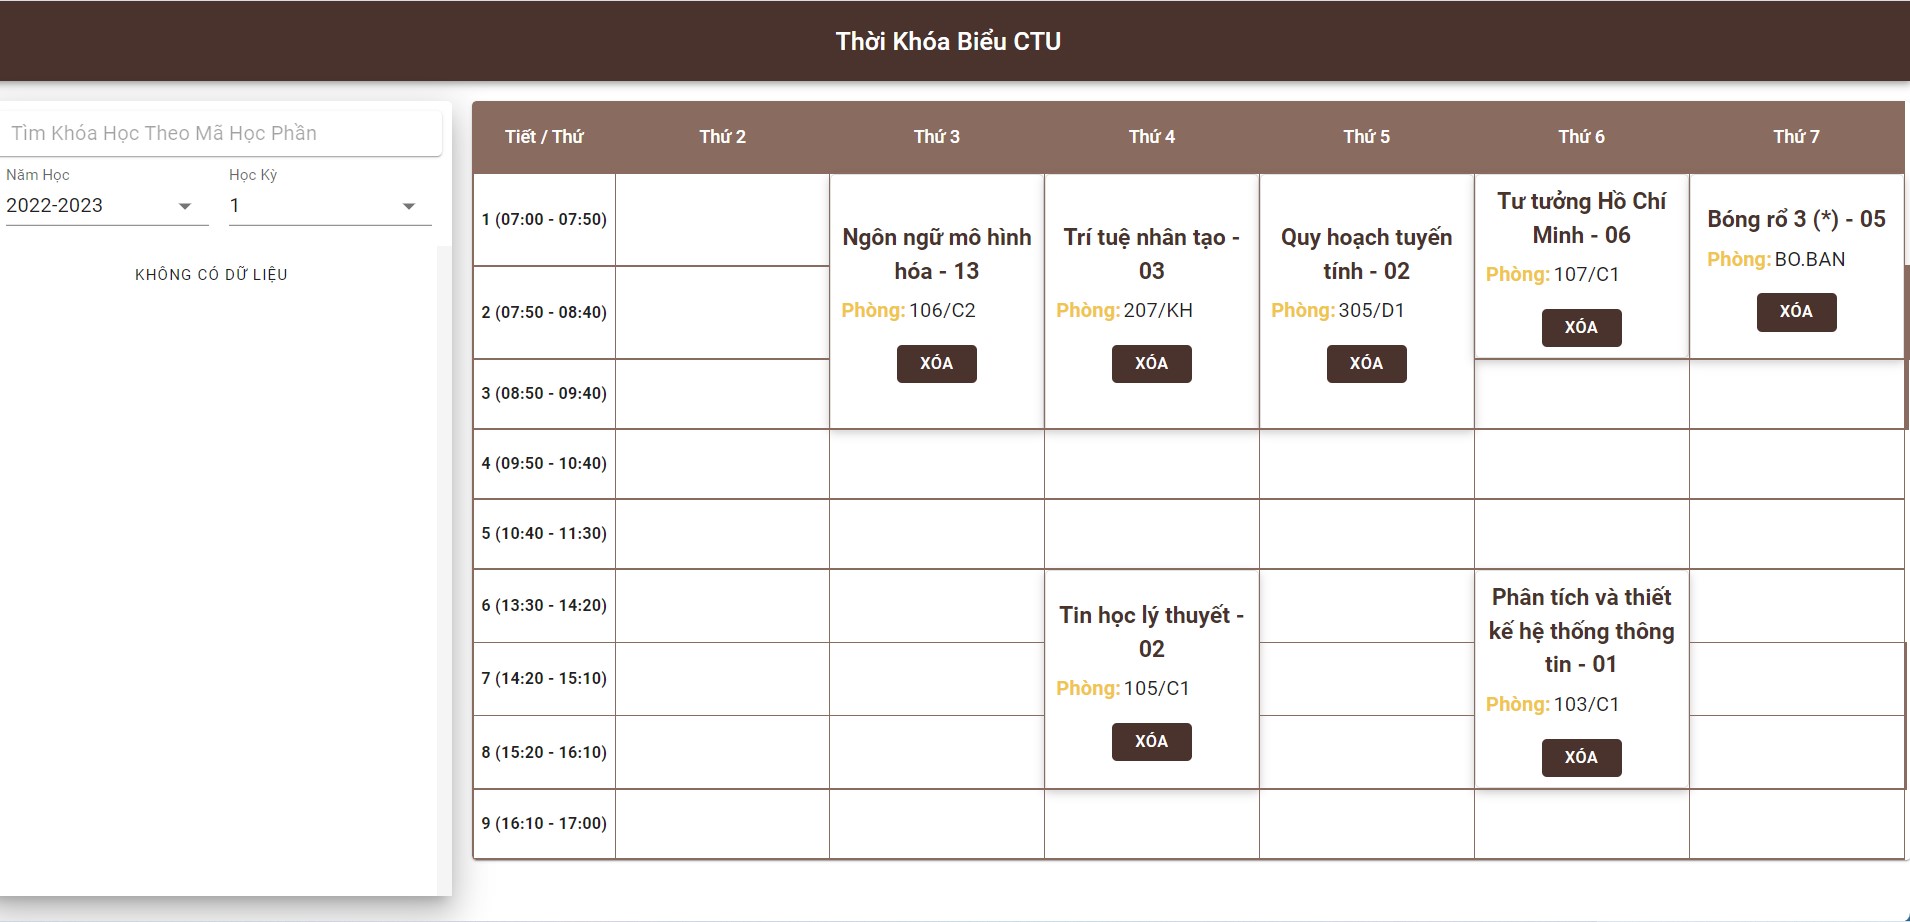 Thời Khóa Biểu CTU
Tìm Khóa Học Theo Mã Học Phần
Năm Học
Học Kỳ
2022-2023
1
KHÔNG CÓ DỮ LIỆU
Tiết / Thứ
Thứ 2
Thứ 3
Thứ 4
Thứ 5
Thứ 6
Thứ 7
1 (07:00 - 07:50)
Ngôn ngữ mô hình
hóa - 13
Phòng: 106/C2
XÓA
Trí tuệ nhân tạo -
03
Phòng: 207/KH
XÓA
Quy hoạch tuyến
tính - 02
Phòng: 305/D1
XÓA
Tư tưởng Hồ Chí
Minh - 06
Phòng: 107/C1
XÓA
Bóng rổ 3 (*) - 05
Phòng: BO.BAN
XÓA
2 (07:50 - 08:40)
3 (08:50 - 09:40)
4 (09:50 - 10:40)
5 (10:40 - 11:30)
6 (13:30 - 14:20)
Tin học lý thuyết -
02
Phòng: 105/C1
XÓA
Phân tích và thiết
kế hệ thống thông
tin - 01
Phòng: 103/C1
XÓA
7 (14:20 - 15:10)
8 (15:20 - 16:10)
9 (16:10 - 17:00)